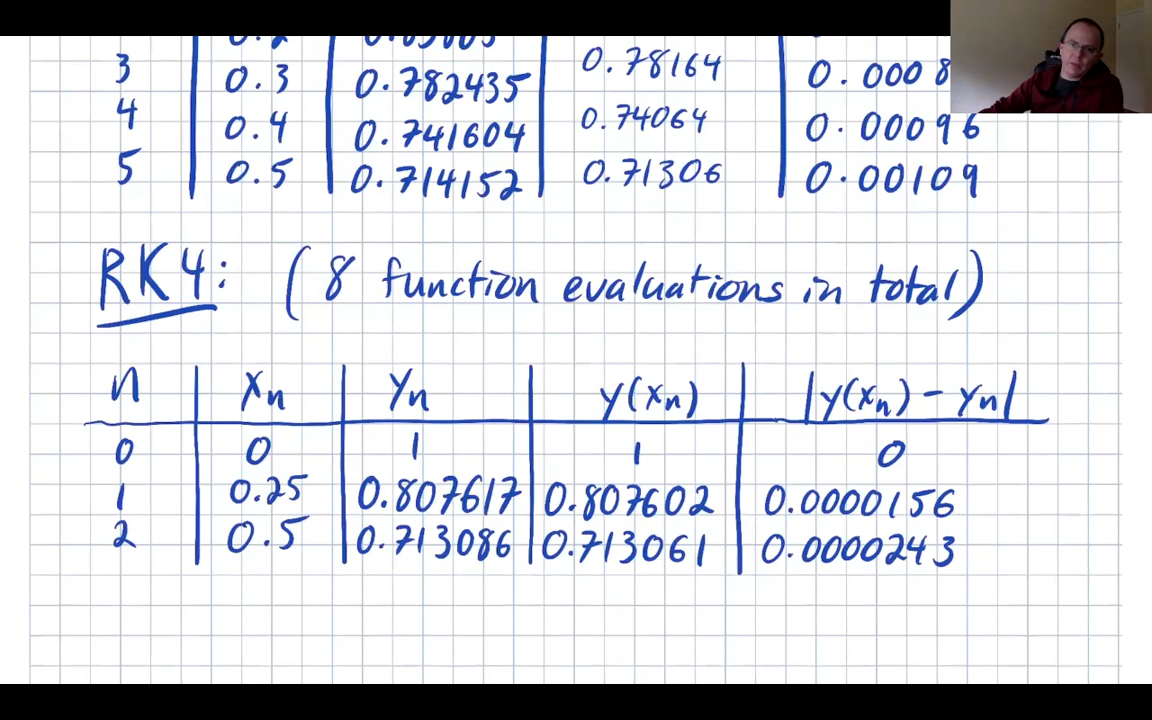 3 0.3 0.782435 0.78164 0.0008
4 0.4 0.741604 0.74064 0.00096
5 0.5 0.714152 0.71306 0.00109
RK4: (8 function evaluations in total)
n xn yn y(xn) |y(xn) - yn|
0 0 1 1 0
1 0.25 0.807617 0.807602 0.0000156
2 0.5 0.713086 0.713061 0.0000243